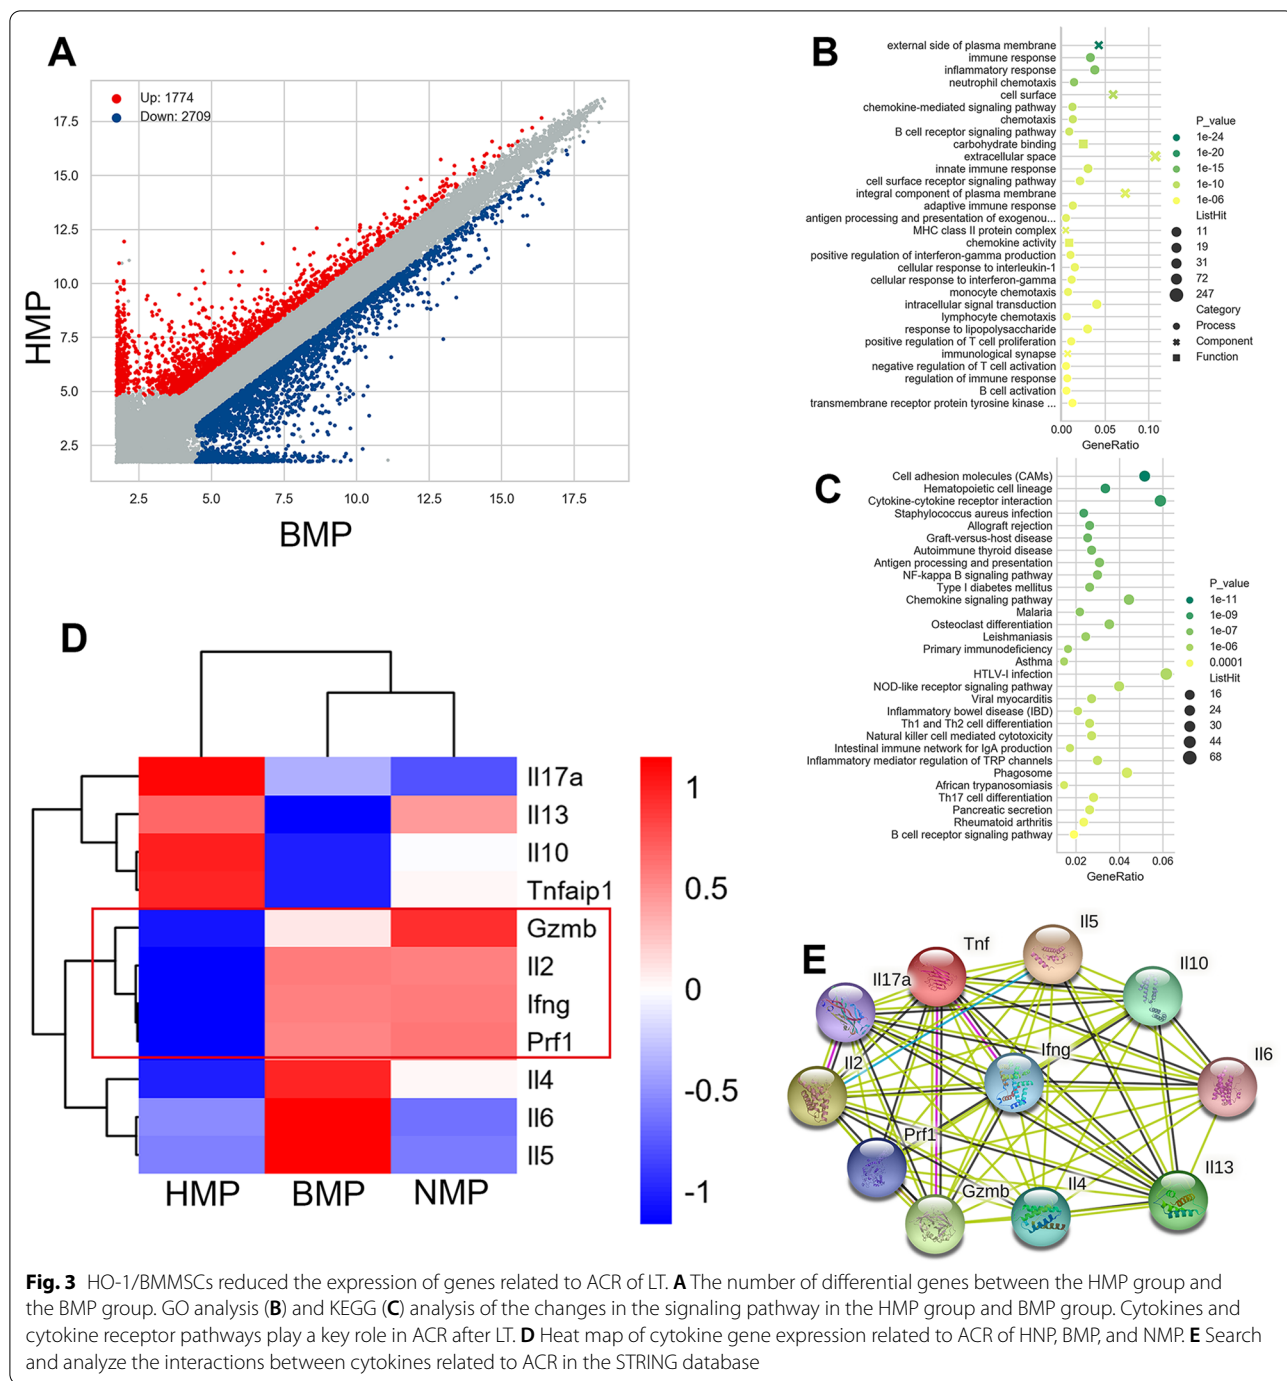 A
Up: 1774
Down: 2709
17.5
15.0
12.5
10.0
7.5
5.0
2.5
HMP
2.5 5.0 7.5 10.0 12.5 15.0 17.5
BMP
B
external side of plasma membrane
immune response
inflammatory response
neutrophil chemotaxis
cell surface
chemokine-mediated signaling pathway
chemotaxis
B cell receptor signaling pathway
carbohydrate binding
extracellular space
innate immune response
cell surface receptor signaling pathway
integral component of plasma membrane
adaptive immune response
antigen processing and presentation of exogenou...
MHC class II protein complex
chemokine activity
positive regulation of interferon-gamma production
cellular response to interleukin-1
cellular response to interferon-gamma
monocyte chemotaxis
intracellular signal transduction
lymphocyte chemotaxis
response to lipopolysaccharide
positive regulation of T cell proliferation
immunological synapse
negative regulation of T cell activation
regulation of immune response
B cell activation
transmembrane receptor protein tyrosine kinase ...
0.00 0.05 0.10
GeneRatio
P_value
1e-24
1e-20
1e-15
1e-10
1e-06
ListHit
11
19
31
72
247
Category
Process
Component
Function
C
Cell adhesion molecules (CAMs)
Hematopoietic cell lineage
Cytokine-cytokine receptor interaction
Staphylococcus aureus infection
Allograft rejection
Graft-versus-host disease
Autoimmune thyroid disease
Antigen processing and presentation
NF-kappa B signaling pathway
Type I diabetes mellitus
Chemokine signaling pathway
Malaria
Osteoclast differentiation
Leishmaniasis
Primary immunodeficiency
Asthma
HTLV-I infection
NOD-like receptor signaling pathway
Viral myocarditis
Inflammatory bowel disease (IBD)
Th1 and Th2 cell differentiation
Natural killer cell mediated cytotoxicity
Intestinal immune network for IgA production
Inflammatory mediator regulation of TRP channels
Phagosome
African trypanosomiasis
Th17 cell differentiation
Pancreatic secretion
Rheumatoid arthritis
B cell receptor signaling pathway
0.02 0.04 0.06
GeneRatio
P_value
1e-11
1e-09
1e-07
1e-06
0.0001
ListHit
16
24
30
44
68
D
Il17a
Il13
Il10
Tnfaip1
Gzmb
Il2
Ifng
Prf1
Il4
Il6
Il5
HMP BMP NMP
1
0.5
0
-0.5
-1
E
Tnf
Il5
Il17a
Il10
Il2
Ifng
Il6
Prf1
Gzmb
Il4
Il13
Fig. 3 HO-1/BMMSCs reduced the expression of genes related to ACR of LT. A The number of differential genes between the HMP group and
the BMP group. GO analysis (B) and KEGG (C) analysis of the changes in the signaling pathway in the HMP group and BMP group. Cytokines and
cytokine receptor pathways play a key role in ACR after LT. D Heat map of cytokine gene expression related to ACR of HNP, BMP, and NMP. E Search
and analyze the interactions between cytokines related to ACR in the STRING database